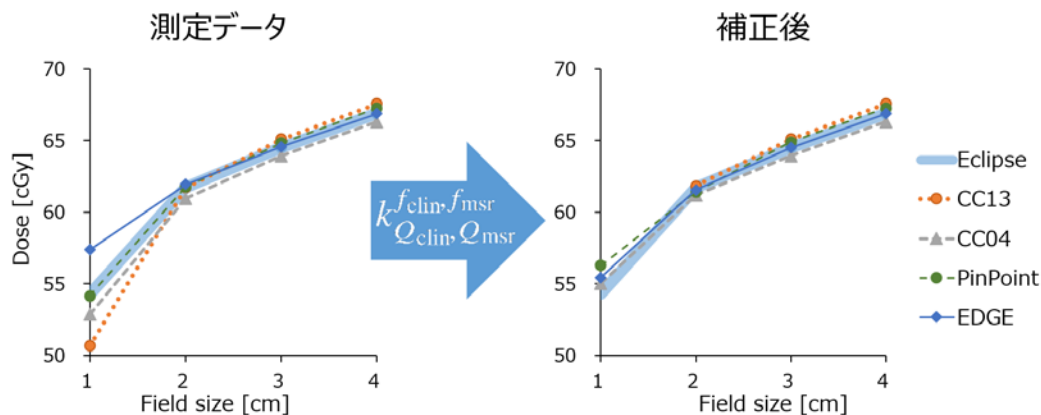 測定データ
補正後
Dose [cGy]
70
65
60
55
50
1
2
3
4
Field size [cm]
k f_clin, f_msr Q_clin, Q_msr
70
65
60
55
50
1
2
3
4
Field size [cm]
Eclipse
CC13
CC04
PinPoint
EDGE